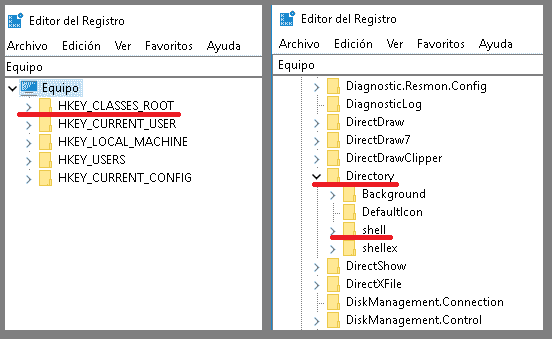 Editor del Registro
Archivo Edición Ver Favoritos Ayuda
Equipo
Equipo
HKEY_CLASSES_ROOT
HKEY_CURRENT_USER
HKEY_LOCAL_MACHINE
HKEY_USERS
HKEY_CURRENT_CONFIG
Editor del Registro
Archivo Edición Ver Favoritos Ayuda
Equipo
Diagnostic.Resmon.Config
DiagnosticLog
DirectDraw
DirectDraw7
DirectDrawClipper
Directory
Background
DefaultIcon
shell
shellex
DirectShow
DirectXFile
DiskManagement.Connection
DiskManagement.Control